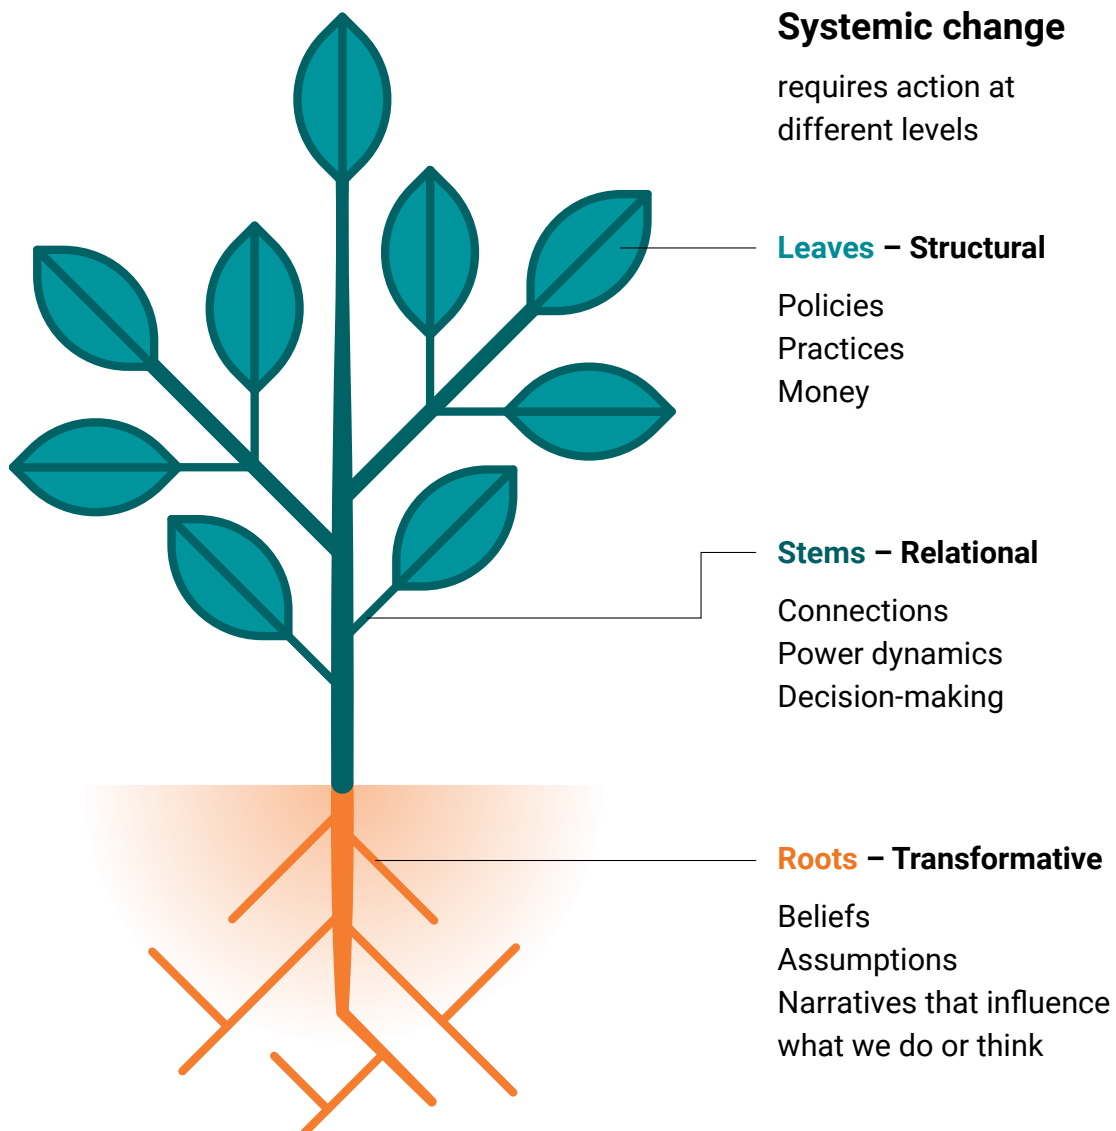 Systemic change
requires action at
different levels
Leaves – Structural
Policies
Practices
Money
Stems – Relational
Connections
Power dynamics
Decision-making
Roots – Transformative
Beliefs
Assumptions
Narratives that influence
what we do or think